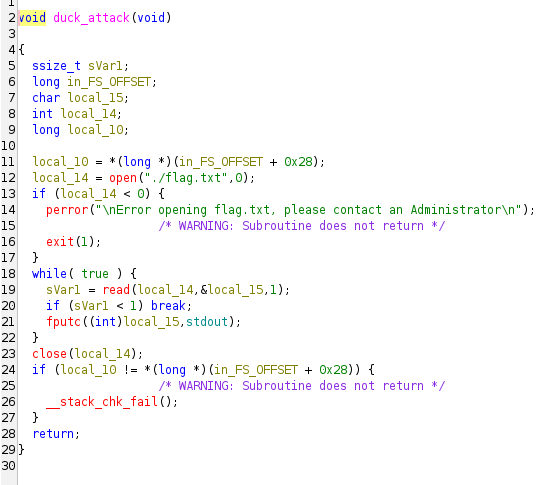 1
2 void duck_attack(void)
3
4 {
5 ssize_t sVar1;
6 long in_FS_OFFSET;
7 char local_15;
8 int local_14;
9 long local_10;
10
11 local_10 = *(long *)(in_FS_OFFSET + 0x28);
12 local_14 = open("./flag.txt",0);
13 if (local_14 < 0) {
14 perror("\nError opening flag.txt, please contact an Administrator\n");
15 /* WARNING: Subroutine does not return */
16 exit(1);
17 }
18 while( true ) {
19 sVar1 = read(local_14,&local_15,1);
20 if (sVar1 < 1) break;
21 fputc((int)local_15,stdout);
22 }
23 close(local_14);
24 if (local_10 != *(long *)(in_FS_OFFSET + 0x28)) {
25 /* WARNING: Subroutine does not return */
26 __stack_chk_fail();
27 }
28 return;
29 }
30